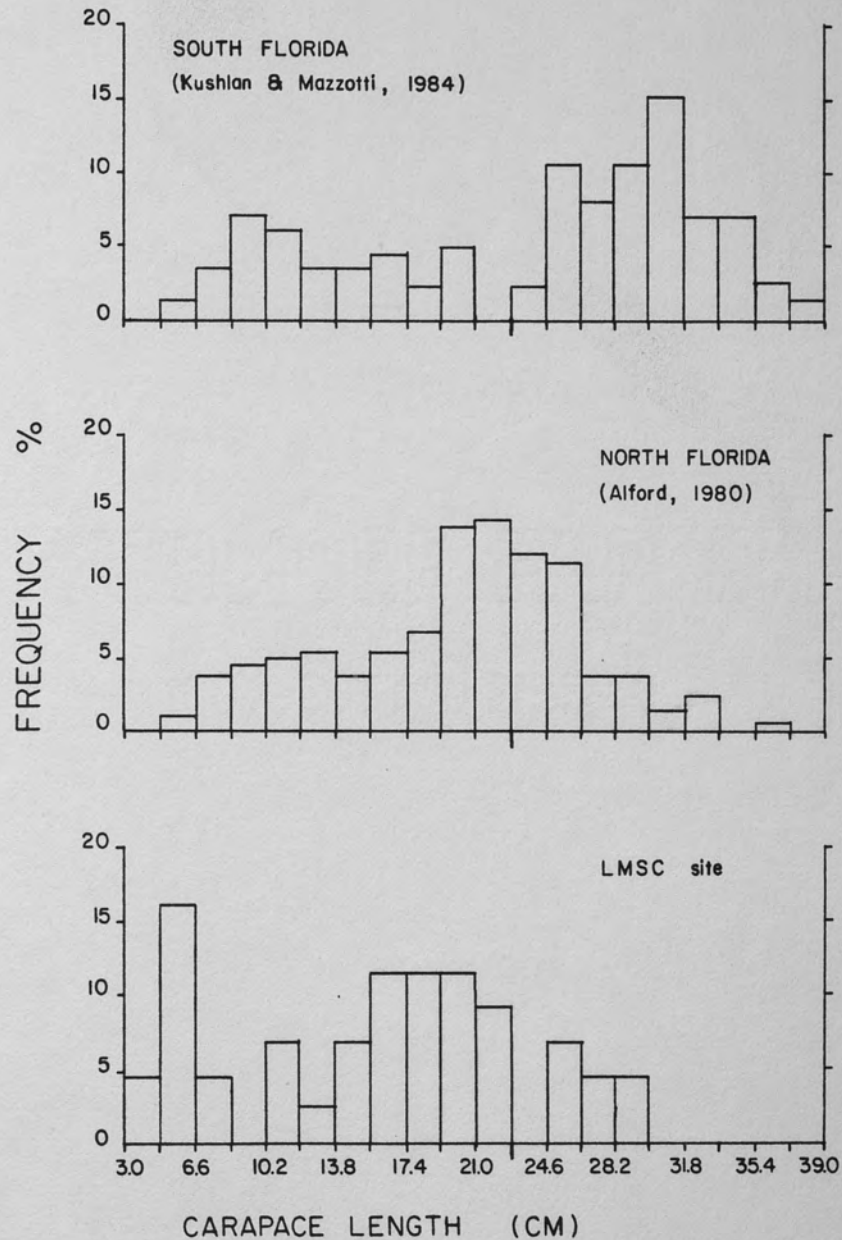 20
15
10
5
0
SOUTH FLORIDA
(Kushlan & Mazzotti, 1984)
FREQUENCY %
20
15
10
5
0
NORTH FLORIDA
(Alford, 1980)
20
15
10
5
0
LMSC site
3.0 6.6 10.2 13.8 17.4 21.0 24.6 28.2 31.8 35.4 39.0
CARAPACE LENGTH (CM)